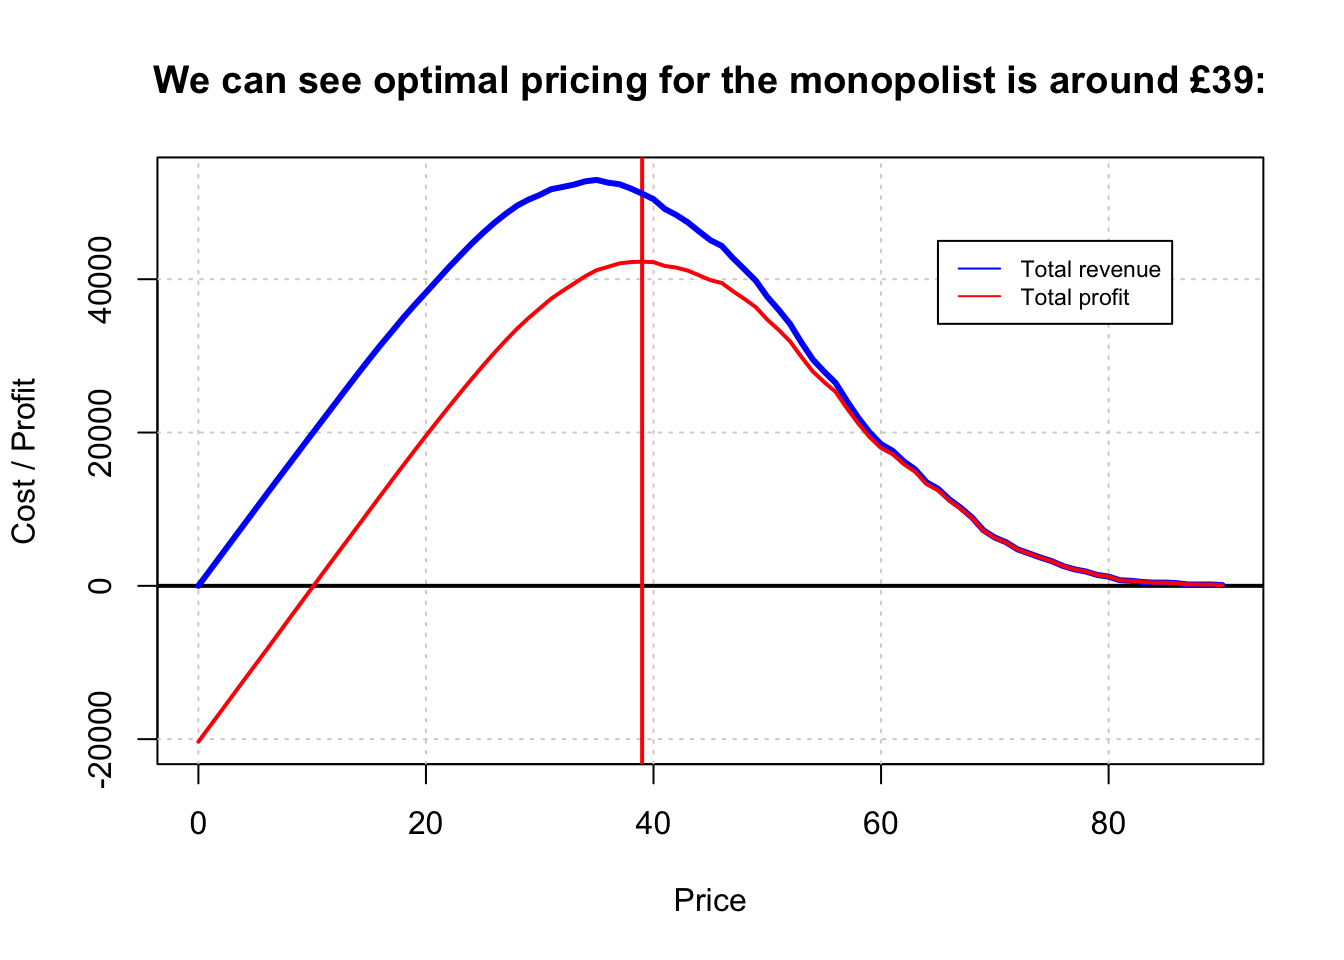 We can see optimal pricing for the monopolist is around £39:
Total revenue
Total profit
Cost / Profit
40000
20000
0
-20000
0 20 40 60 80
Price